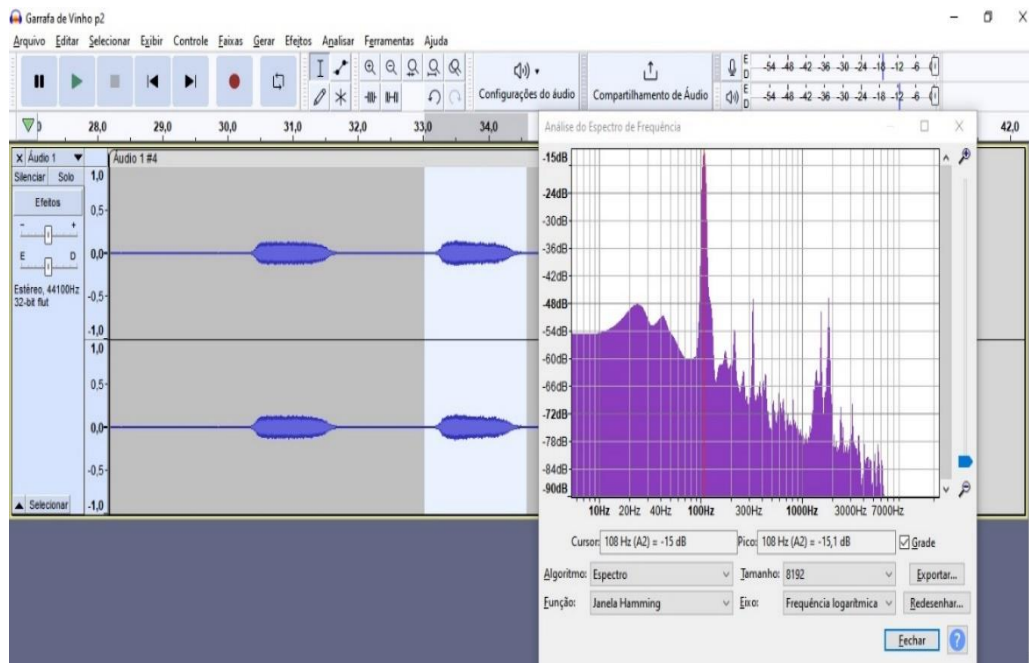 Garrafa de Vinho p2
Arquivo Editar Selecionar Exibir Controle Faixas Gerar Efeitos Analisar Ferramentas Ajuda
Configurações do áudio
Compartilhamento de Áudio
E D -54 -48 -42 -36 -30 -24 -18 -12 -6
E D -54 -48 -42 -36 -30 -24 -18 -12 -6
28,0 29,0 30,0 31,0 32,0 33,0 34,0 42,0
X Áudio 1
Áudio 1 #4
Silenciar Solo
Efeitos
- +
E D
Estéreo, 44100Hz
32-bit flut
Selecionar
1,0
0,5
0,0
-0,5
-1,0
1,0
0,5
0,0
-0,5
-1,0
Análise do Espectro de Frequência
-15dB
-24dB
-30dB
-36dB
-42dB
-48dB
-54dB
-60dB
-66dB
-72dB
-78dB
-84dB
-90dB
10Hz 20Hz 40Hz 100Hz 300Hz 1000Hz 3000Hz 7000Hz
Cursor: 108 Hz (A2) = -15 dB Pico: 108 Hz (A2) = -15,1 dB Grade
Algoritmo: Espectro Tamanho: 8192 Exportar...
Função: Janela Hamming Eixo: Frequência logarítmica Redesenhar...
Fechar ?